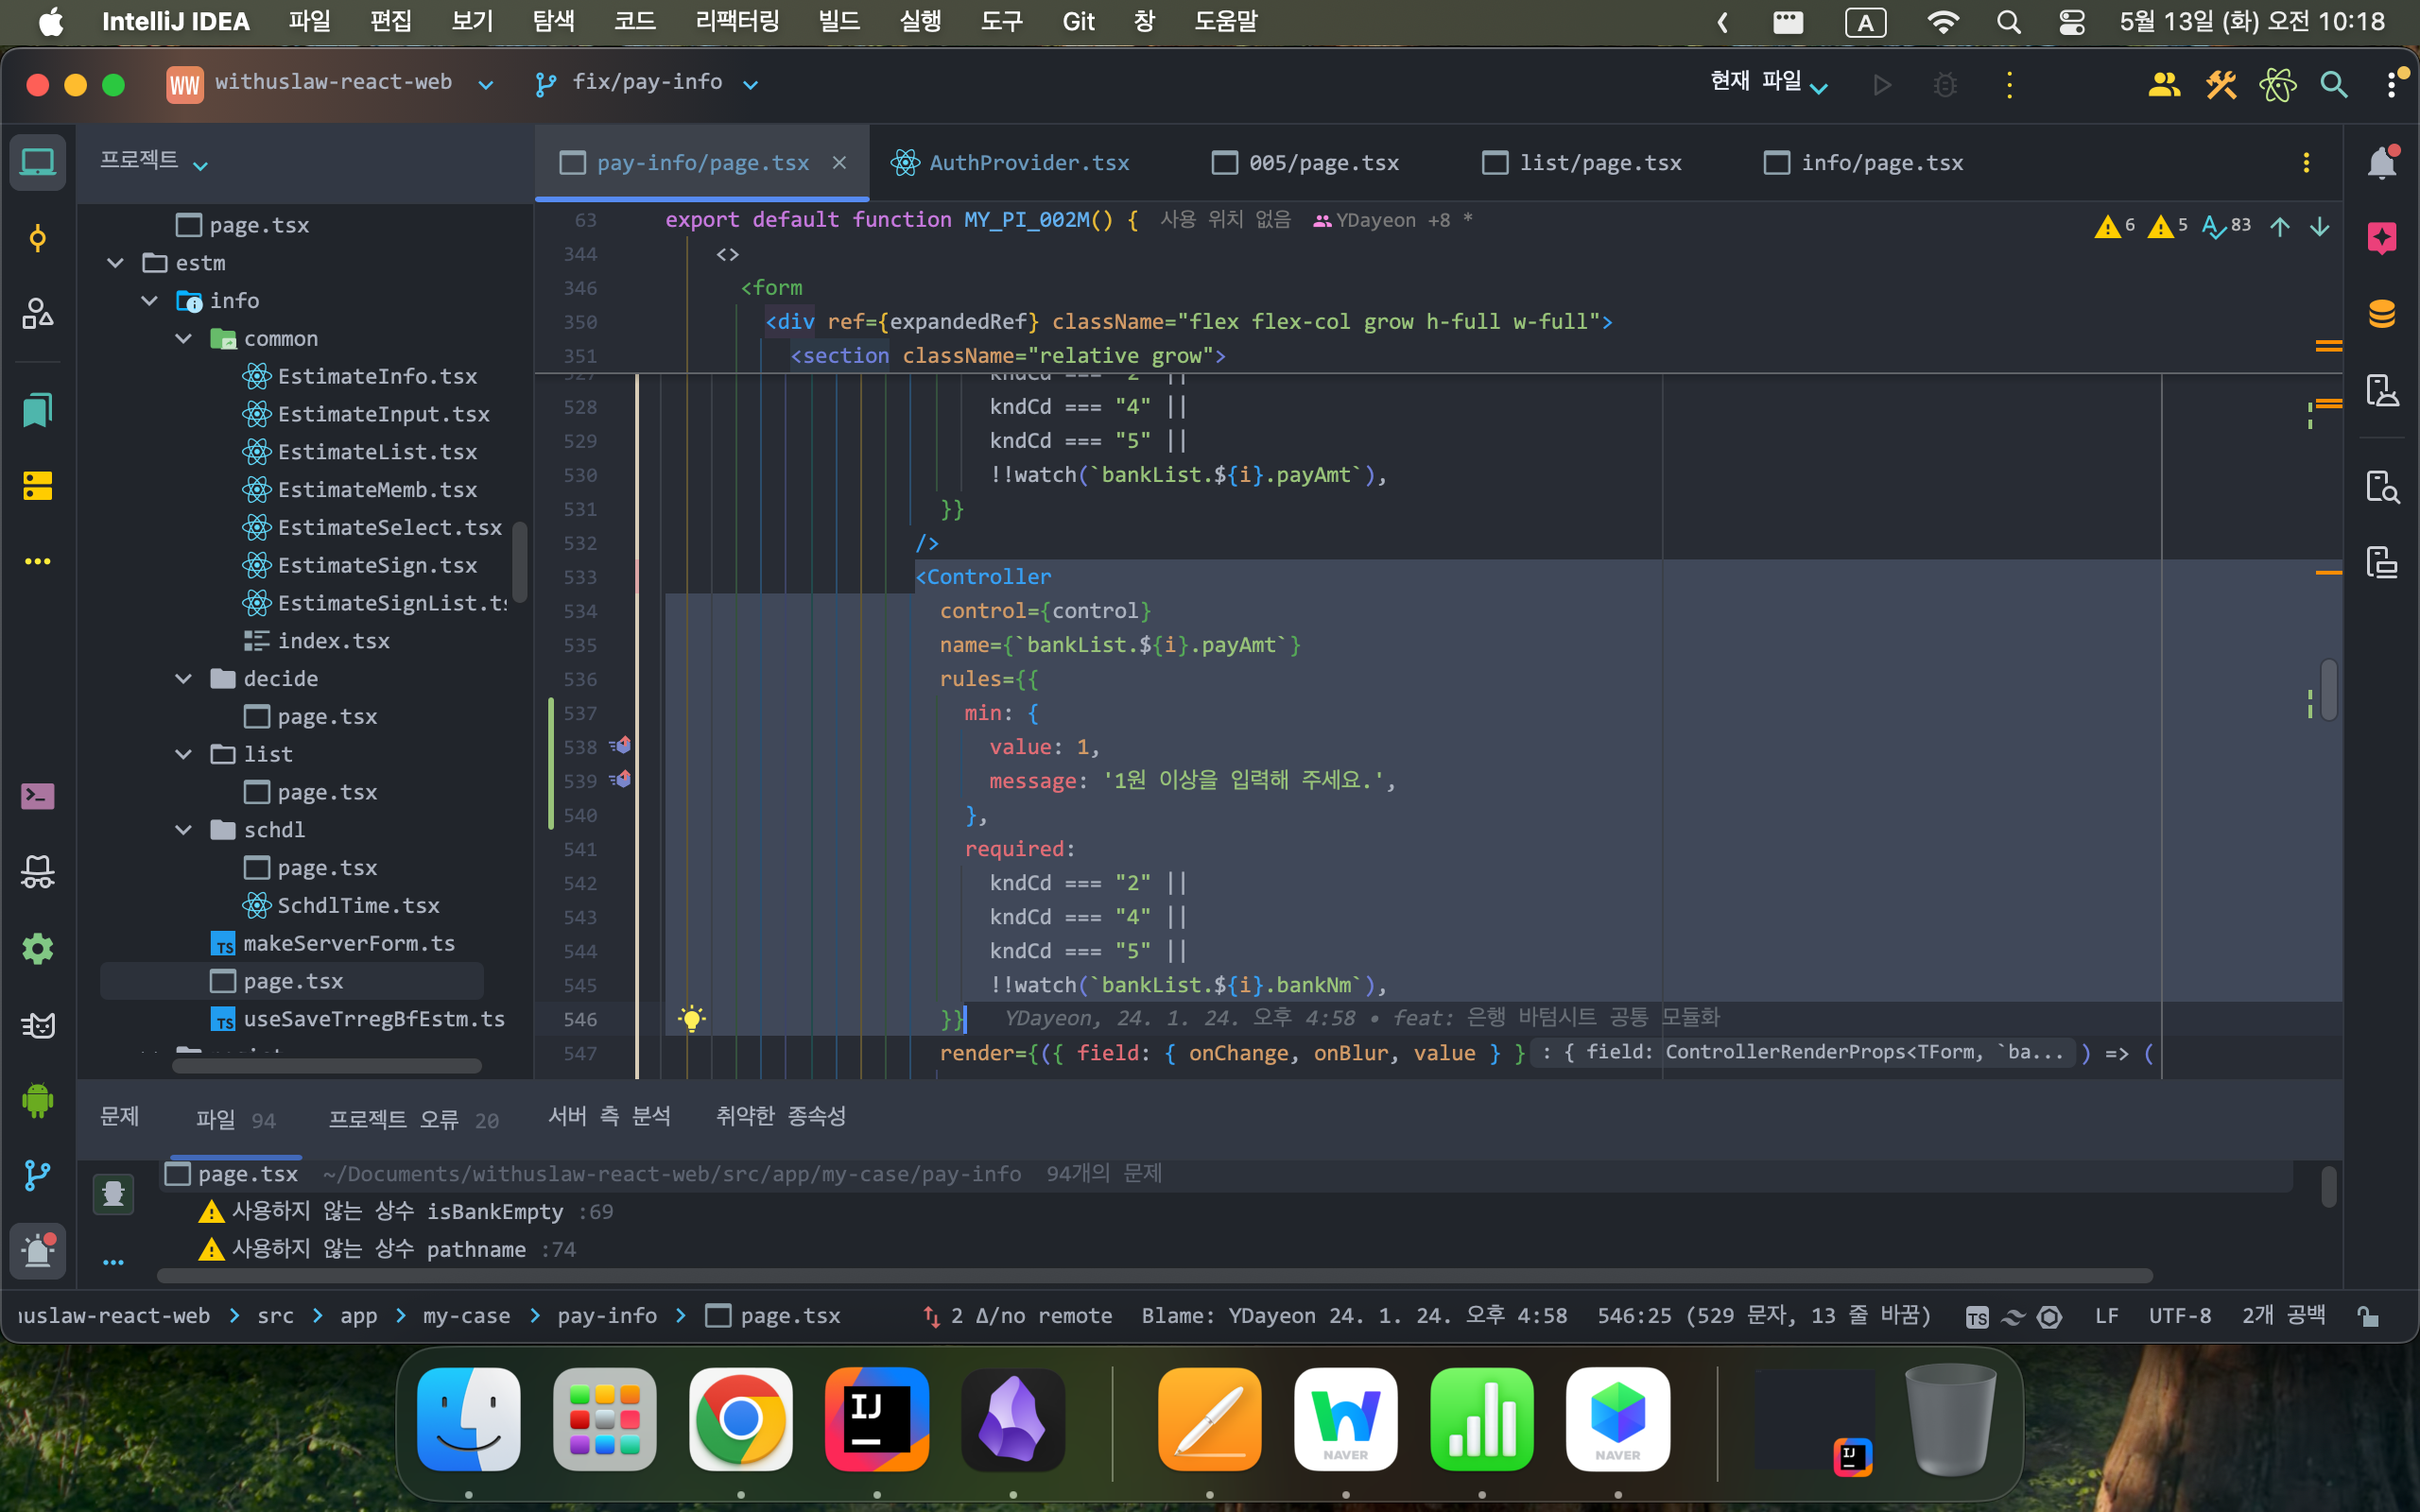 IntelliJ IDEA 파일 편집 보기 탐색 코드 리팩터링 빌드 실행 도구 Git 창 도움말 A 5월 13일 (화) 오전 10:18
WW withuslaw-react-web fix/pay-info 현재 파일
프로젝트
pay-info/page.tsx AuthProvider.tsx 005/page.tsx list/page.tsx info/page.tsx
page.tsx
estm
info
common
EstimateInfo.tsx
EstimateInput.tsx
EstimateList.tsx
EstimateMemb.tsx
EstimateSelect.tsx
EstimateSign.tsx
EstimateSignList.ts
index.tsx
decide
page.tsx
list
page.tsx
schdl
page.tsx
SchdlTime.tsx
TS makeServerForm.ts
page.tsx
TS useSaveTrregBfEstm.ts
63 export default function MY_PI_002M() { 사용 위치 없음 YDayeon +8 *
6 5 83
344 <>
346 <form
350 <div ref={expandedRef} className="flex flex-col grow h-full w-full">
351 <section className="relative grow">
527 kndCd === "2" ||
528 kndCd === "4" ||
529 kndCd === "5" ||
530 !!watch(`bankList.${i}.payAmt`),
531 }}
532 />
533 <Controller
534 control={control}
535 name={`bankList.${i}.payAmt`}
536 rules={{
537 min: {
538 value: 1,
539 message: '1원 이상을 입력해 주세요.',
540 },
541 required:
542 kndCd === "2" ||
543 kndCd === "4" ||
544 kndCd === "5" ||
545 !!watch(`bankList.${i}.bankNm`),
546 }} YDayeon, 24. 1. 24. 오후 4:58 • feat: 은행 바텀시트 공통 모듈화
547 render={({ field: { onChange, onBlur, value } } : { field: ControllerRenderProps<TForm, `ba... ) => (
문제 파일 94 프로젝트 오류 20 서버 측 분석 취약한 종속성
page.tsx ~/Documents/withuslaw-react-web/src/app/my-case/pay-info 94개의 문제
사용하지 않는 상수 isBankEmpty :69
사용하지 않는 상수 pathname :74
huslaw-react-web > src > app > my-case > pay-info > page.tsx 2 Δ/no remote Blame: YDayeon 24. 1. 24. 오후 4:58 546:25 (529 문자, 13 줄 바꿈) TS LF UTF-8 2개 공백
IJ NAVER NAVER IJ